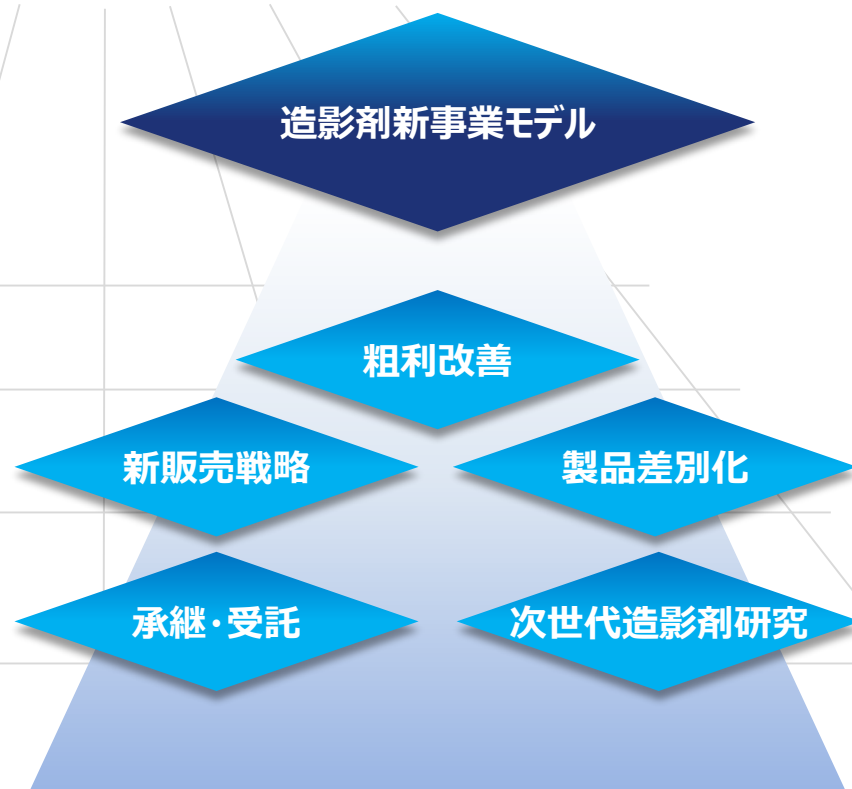 造影剤新事業モデル
粗利改善
新販売戦略
製品差別化
承継・受託
次世代造影剤研究